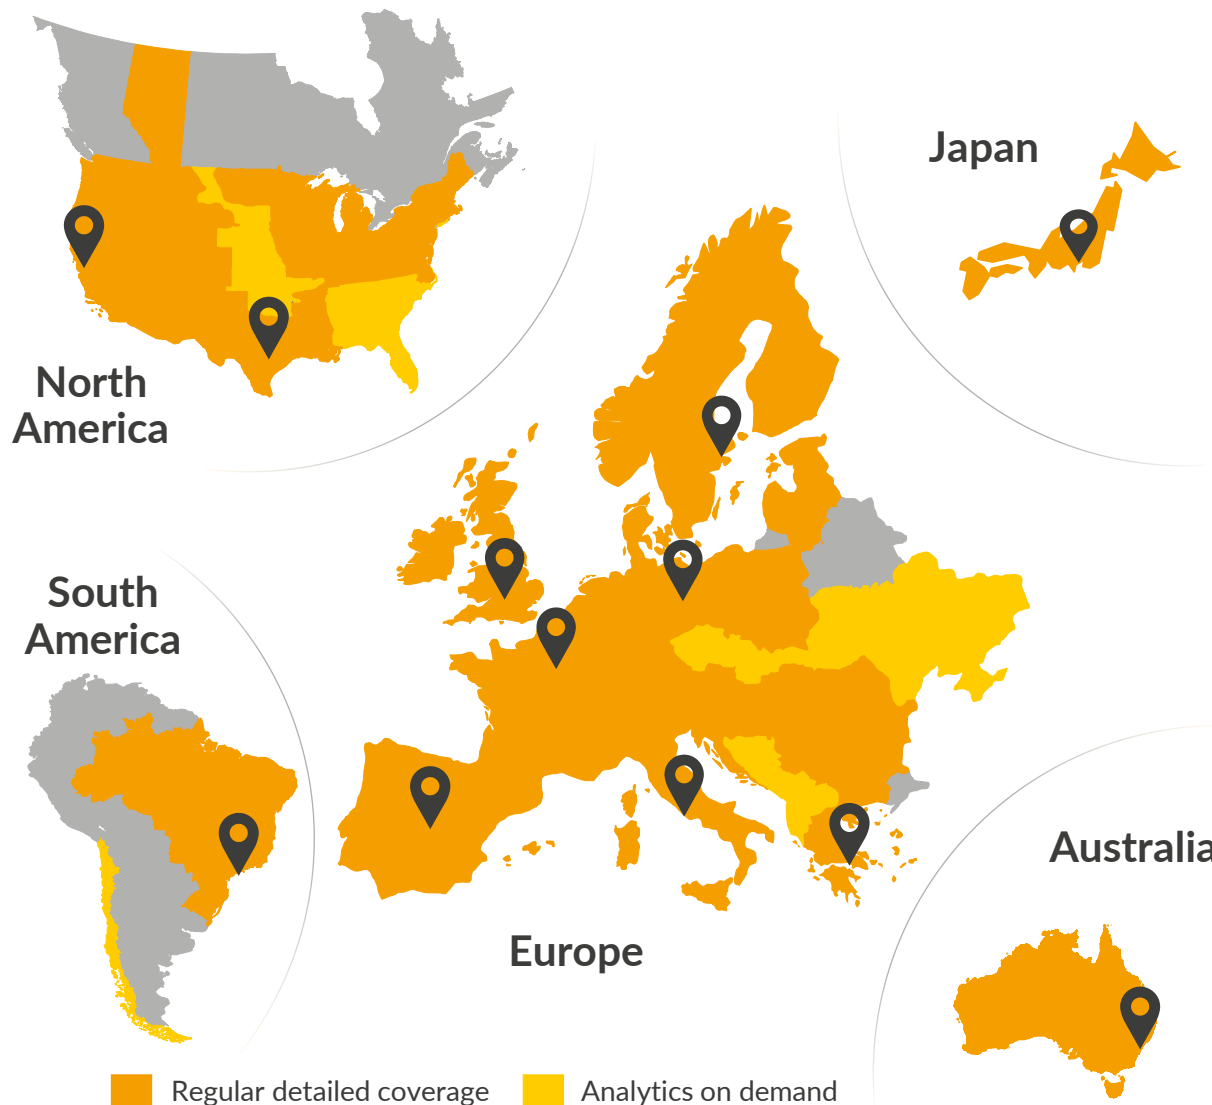 Japan
North
America
South
America
Australia
Europe
Regular detailed coverage
Analytics on demand